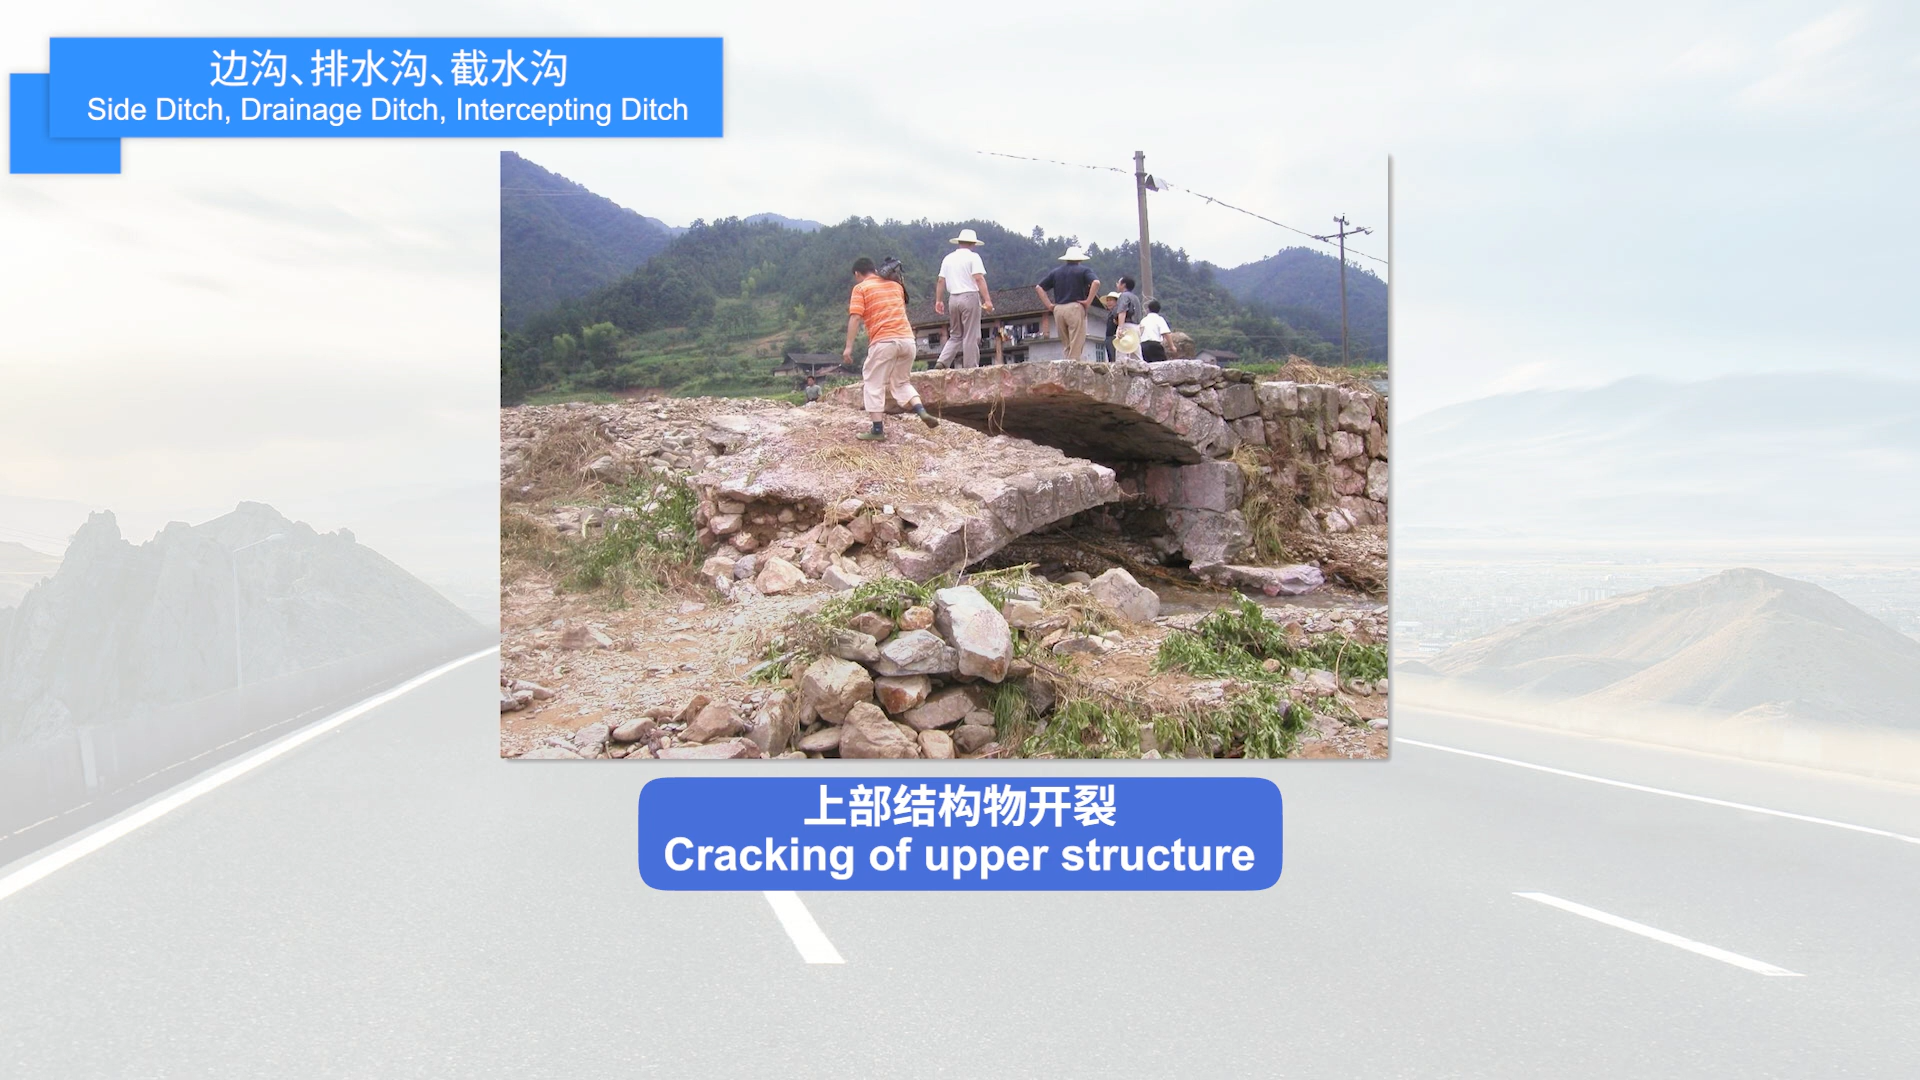 边沟、排水沟、截水沟
Side Ditch, Drainage Ditch, Intercepting Ditch
上部结构物开裂
Cracking of upper structure